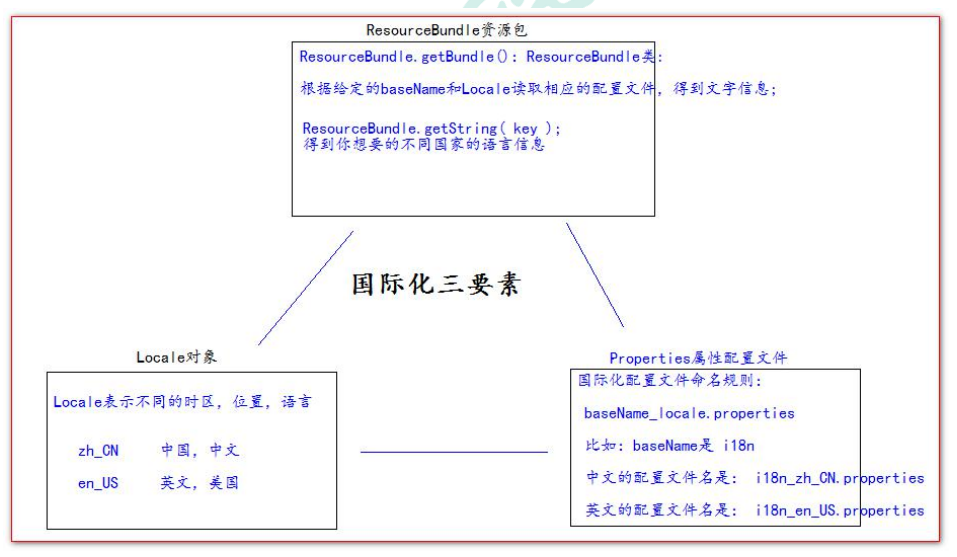 ResourceBundle资源包
ResourceBundle.getBundle(): ResourceBundle类:
根据给定的baseName和Locale读取相应的配置文件, 得到文字信息;
ResourceBundle.getString( key );
得到你想要的不同国家的语言信息
国际化三要素
Locale对象
Locale表示不同的时区, 位置, 语言
zh_CN 中国, 中文
en_US 英文, 美国
Properties属性配置文件
国际化配置文件命名规则:
baseName_locale.properties
比如: baseName是 i18n
中文的配置文件名是: i18n_zh_CN.properties
英文的配置文件名是: i18n_en_US.properties